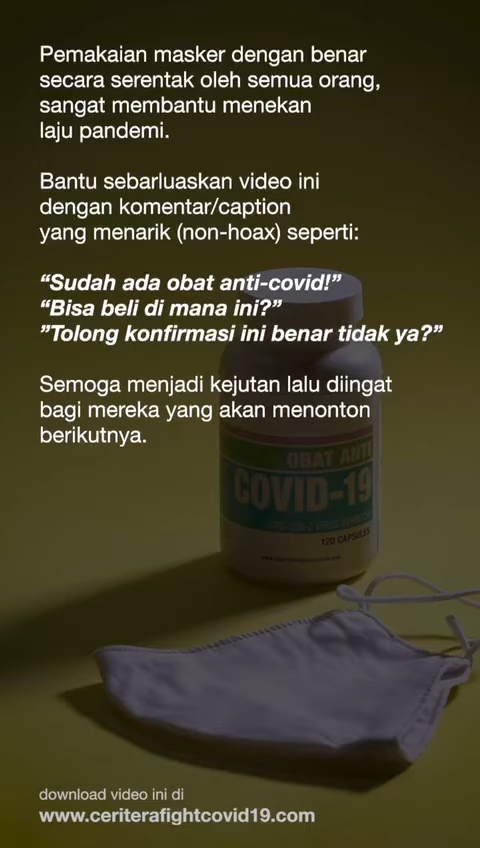 Pemakaian masker dengan benar
secara serentak oleh semua orang,
sangat membantu menekan
laju pandemi.
Bantu sebarluaskan video ini
dengan komentar/caption
yang menarik (non-hoax) seperti:
“Sudah ada obat anti-covid!”
“Bisa beli di mana ini?”
”Tolong konfirmasi ini benar tidak ya?”
Semoga menjadi kejutan lalu diingat
bagi mereka yang akan menonton
berikutnya.
OBAT ANTI
COVID-19
120 CAPSULES
download video ini di
www.ceriterafightcovid19.com